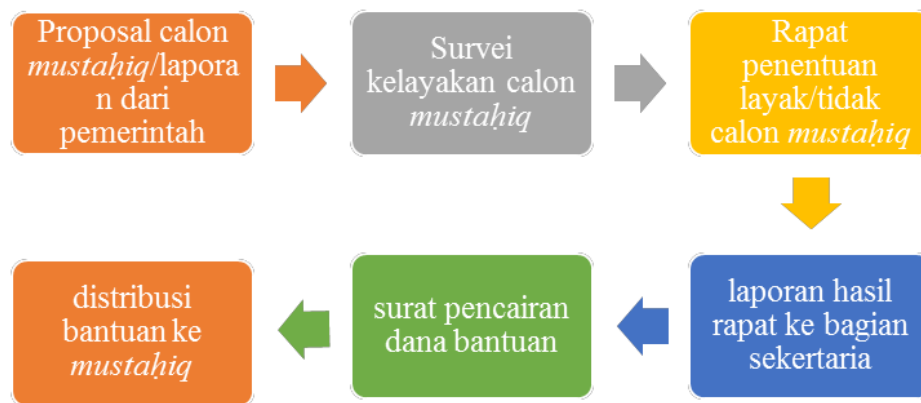 Proposal calon
mustaḥiq/lapora
n dari
pemerintah
Survei
kelayakan calon
mustaḥiq
Rapat
penentuan
layak/tidak
calon mustaḥiq
laporan hasil
rapat ke bagian
sekertaria
surat pencairan
dana bantuan
distribusi
bantuan ke
mustaḥiq